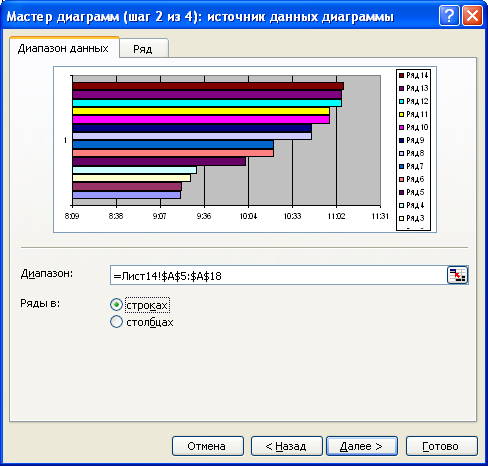 Мастер диаграмм (шаг 2 из 4): источник данных диаграммы
Диапазон данных
Ряд
1
8:09 8:38 9:07 9:36 10:04 10:33 11:02 11:31
Ряд14
Ряд13
Ряд12
Ряд11
Ряд10
Ряд9
Ряд8
Ряд7
Ряд6
Ряд5
Ряд4
Ряд3
Диапазон: =Лист14!$A$5:$A$18
Ряды в: строках
столбцах
Отмена < Назад Далее > Готово